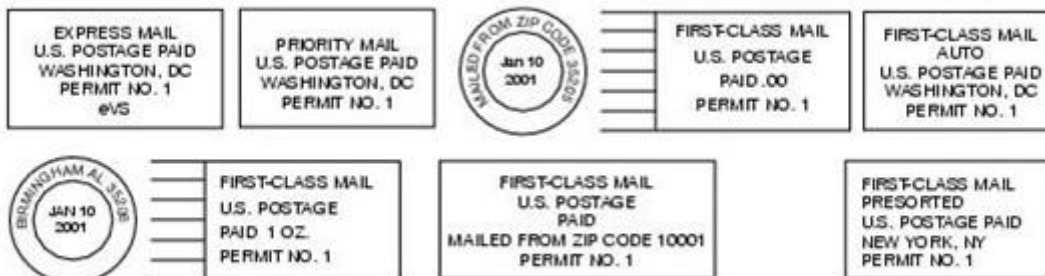 EXPRESS MAIL
U.S. POSTAGE PAID
WASHINGTON, DC
PERMIT NO. 1
eVS
PRIORITY MAIL
U.S. POSTAGE PAID
WASHINGTON, DC
PERMIT NO. 1
MAILED FROM ZIP CODE 35205
Jan 10
2001
FIRST-CLASS MAIL
U.S. POSTAGE
PAID .00
PERMIT NO. 1
FIRST-CLASS MAIL
AUTO
U.S. POSTAGE PAID
WASHINGTON, DC
PERMIT NO. 1
BIRMINGHAM AL 35206
JAN 10
2001
FIRST-CLASS MAIL
U.S. POSTAGE
PAID 1 OZ.
PERMIT NO. 1
FIRST-CLASS MAIL
U.S. POSTAGE
PAID
MAILED FROM ZIP CODE 10001
PERMIT NO. 1
FIRST-CLASS MAIL
PRESORTED
U.S. POSTAGE PAID
NEW YORK, NY
PERMIT NO. 1